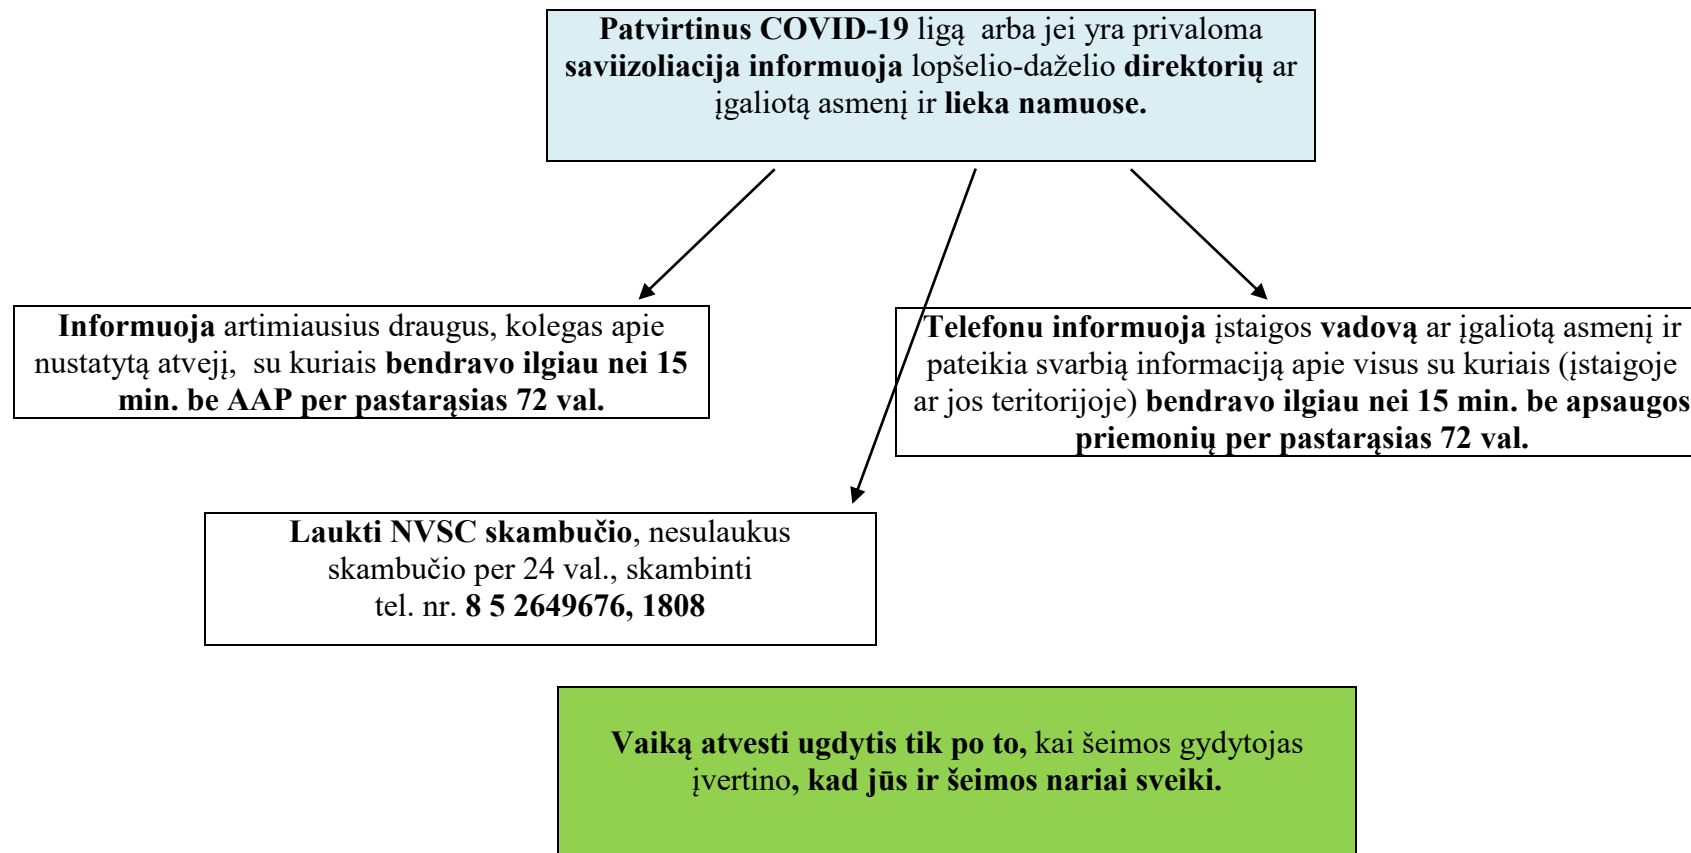 Patvirtinus COVID-19 ligą arba jei yra privaloma
saviizoliacija informuoja lopšelio-daželio direktorių ar
įgaliotą asmenį ir lieka namuose.
Informuoja artimiausius draugus, kolegas apie
nustatytą atvejį, su kuriais bendravo ilgiau nei 15
min. be AAP per pastarąsias 72 val.
Telefonu informuoja įstaigos vadovą ar įgaliotą asmenį ir
pateikia svarbią informaciją apie visus su kuriais (įstaigoje
ar jos teritorijoje) bendravo ilgiau nei 15 min. be apsaugos
priemonių per pastarąsias 72 val.
Laukti NVSC skambučio, nesulaukus
skambučio per 24 val., skambinti
tel. nr. 8 5 2649676, 1808
Vaiką atvesti ugdytis tik po to, kai šeimos gydytojas
įvertino, kad jūs ir šeimos nariai sveiki.